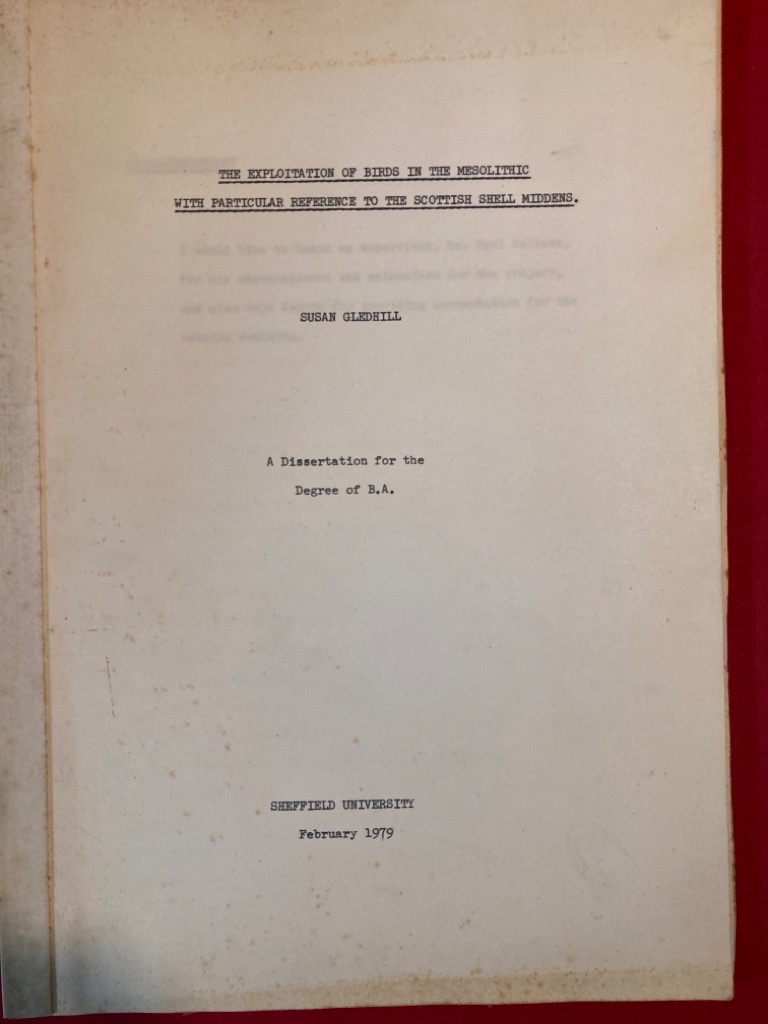 THE EXPLOITATION OF BIRDS IN THE MESOLITHIC
WITH PARTICULAR REFERENCE TO THE SCOTTISH SHELL MIDDENS.
SUSAN GLEDHILL
A Dissertation for the
Degree of B.A.
SHEFFIELD UNIVERSITY
February 1979